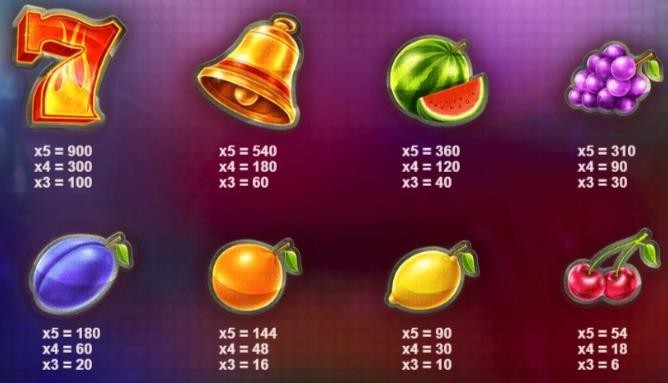 7
x5 = 900
x4 = 300
x3 = 100
x5 = 540
x4 = 180
x3 = 60
x5 = 360
x4 = 120
x3 = 40
x5 = 310
x4 = 90
x3 = 30
x5 = 180
x4 = 60
x3 = 20
x5 = 144
x4 = 48
x3 = 16
x5 = 90
x4 = 30
x3 = 10
x5 = 54
x4 = 18
x3 = 6